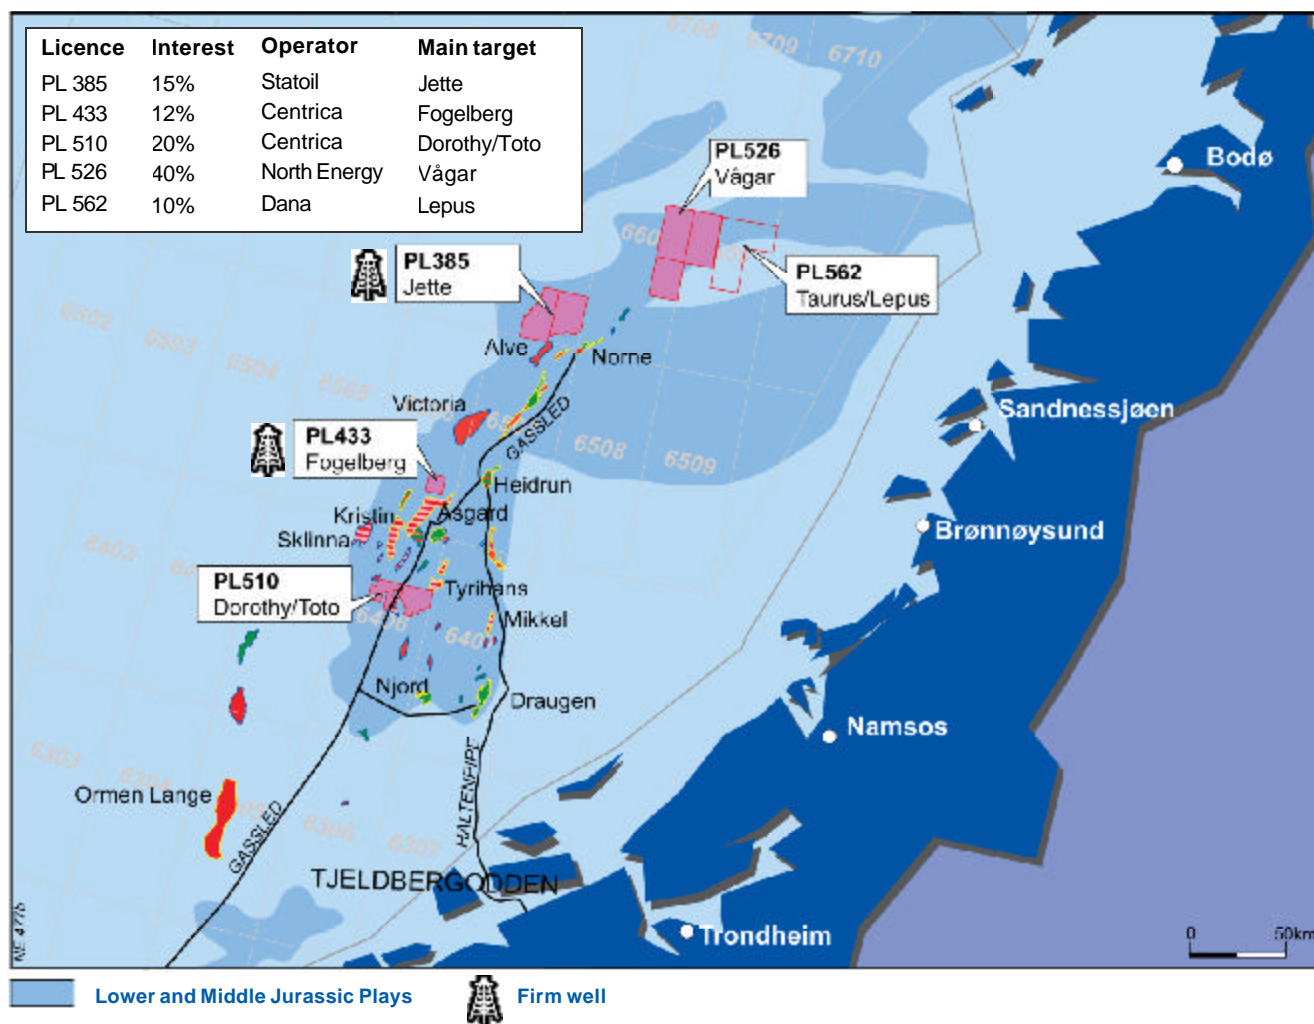 Licence Interest Operator Main target
PL 385 15% Statoil Jette
PL 433 12% Centrica Fogelberg
PL 510 20% Centrica Dorothy/Toto
PL 526 40% North Energy Vågar
PL 562 10% Dana Lepus
6708
6709
6710
PL526
Vågar
Bodø
PL385
Jette
PL562
Taurus/Lepus
6502
6503
6504
Alve
Norne
Victoria
GASSLED
Sandnessjøen
PL433
Fogelberg
6508
6509
Heidrun
Kristin
Åsgard
Sklinna
Brønnøysund
6403
PL510
Dorothy/Toto
Tyrihans
6406
Mikkel
Njord
Draugen
Namsos
6303
Ormen Lange
GASSLED
6306
6307
HALTENPIPE
TJELDBERGODDEN
Trondheim
0 50km
Lower and Middle Jurassic Plays
Firm well